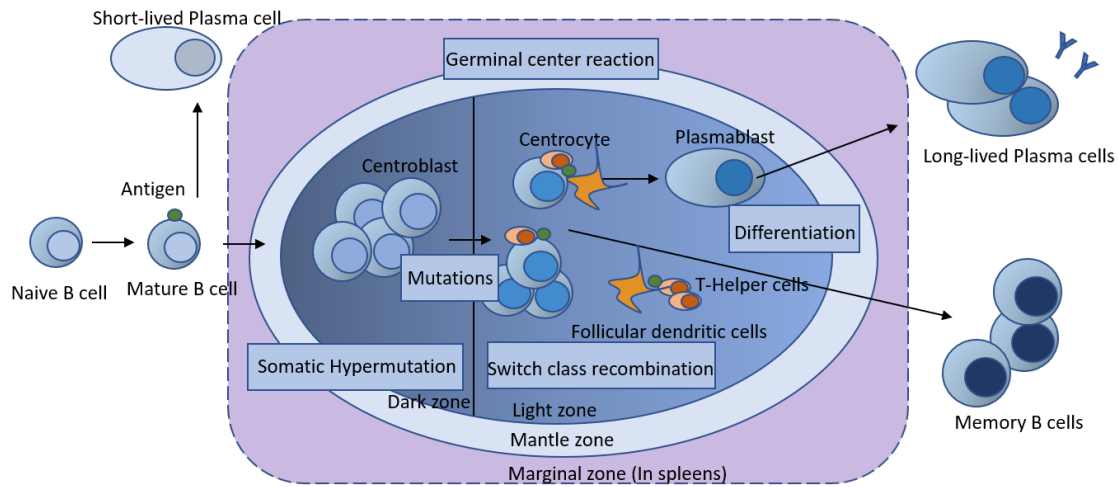 Short-lived Plasma cell
Germinal center reaction
Centrocyte
Plasmablast
Long-lived Plasma cells
Centroblast
Antigen
Differentiation
Mutations
T-Helper cells
Naive B cell
Mature B cell
Follicular dendritic cells
Somatic Hypermutation
Switch class recombination
Dark zone
Light zone
Memory B cells
Mantle zone
Marginal zone (In spleens)